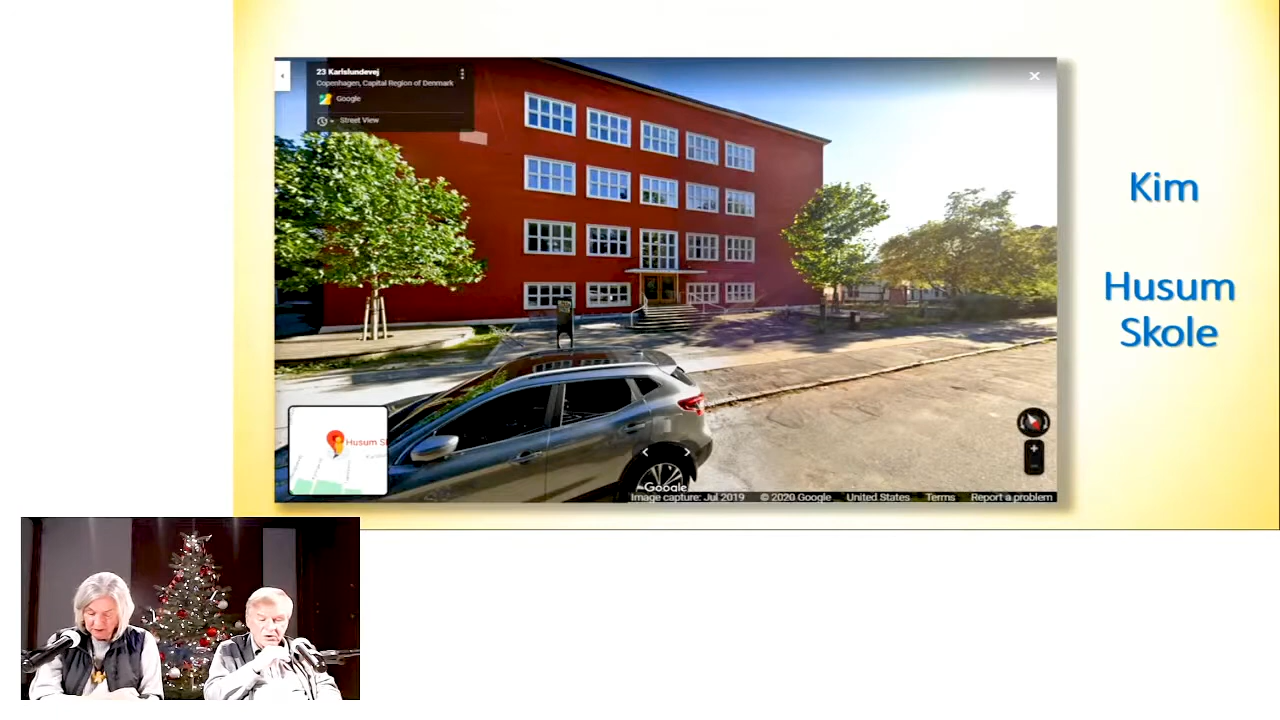 23 Karlslundevej
Copenhagen, Capital Region of Denmark
Google
Street View
Kim
Husum
Skole
Husum Sk
Google
Image capture: Jul 2019 © 2020 Google United States Terms Report a problem